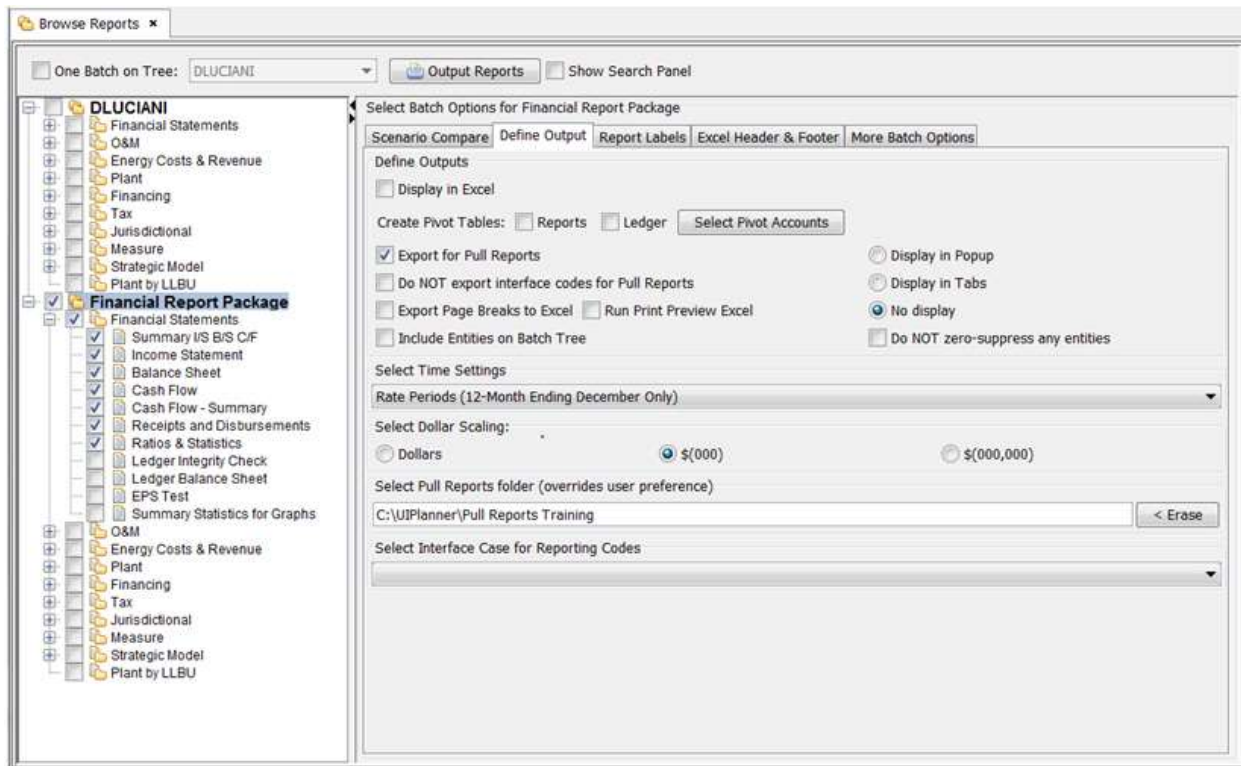 Browse Reports ×
One Batch on Tree: DLUCIANI Output Reports Show Search Panel
DLUCIANI
Financial Statements
O&M
Energy Costs & Revenue
Plant
Financing
Tax
Jurisdictional
Measure
Strategic Model
Plant by LLBU
Financial Report Package
Financial Statements
Summary I/S B/S C/F
Income Statement
Balance Sheet
Cash Flow
Cash Flow - Summary
Receipts and Disbursements
Ratios & Statistics
Ledger Integrity Check
Ledger Balance Sheet
EPS Test
Summary Statistics for Graphs
O&M
Energy Costs & Revenue
Plant
Financing
Tax
Jurisdictional
Measure
Strategic Model
Plant by LLBU
Select Batch Options for Financial Report Package
Scenario Compare Define Output Report Labels Excel Header & Footer More Batch Options
Define Outputs
Display in Excel
Create Pivot Tables: Reports Ledger Select Pivot Accounts
Export for Pull Reports Display in Popup
Do NOT export interface codes for Pull Reports Display in Tabs
Export Page Breaks to Excel Run Print Preview Excel No display
Include Entities on Batch Tree Do NOT zero-suppress any entities
Select Time Settings
Rate Periods (12-Month Ending December Only)
Select Dollar Scaling:
Dollars $(000) $(000,000)
Select Pull Reports folder (overrides user preference)
C:\UIPlanner\Pull Reports Training < Erase
Select Interface Case for Reporting Codes